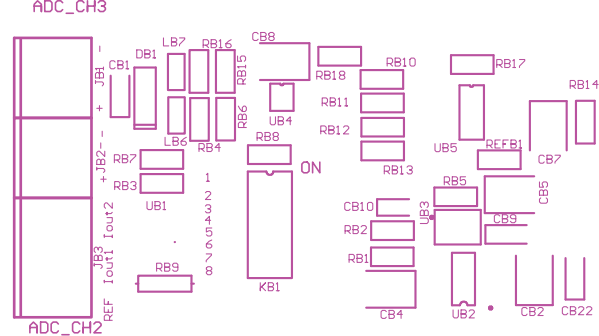 ADC_CH3
LB7
CB8
DB1
RB16
CB1
RB15
RB18
RB10
RB17
RB14
- JB1 +
RB11
RB6
UB4
RB12
LB6
RB4
RB8
UB5
REFB1
CB7
- JB2- +
RB7
ON
RB13
RB3
1
RB5
CB5
2
UB1
CB10
UB3
3
CB9
4
Iout2
RB2
5
6
JB3
Iout1
7
RB1
RB9
8
KB1
REF
CB4
UB2
CB2
CB22
ADC_CH2